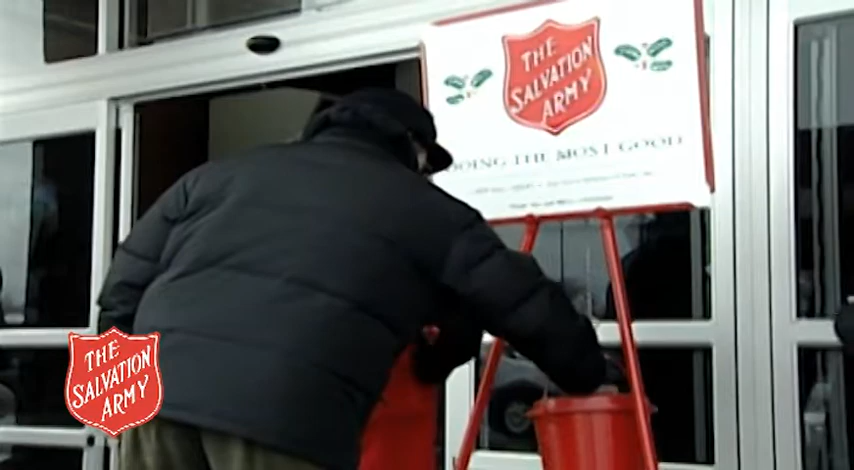 THE
SALVATION
ARMY
DOING THE MOST GOOD
THE
SALVATION
ARMY